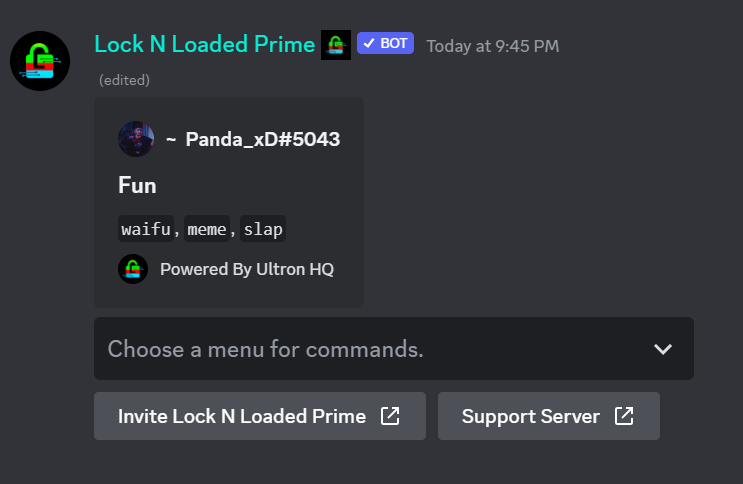 Lock N Loaded Prime ✓ BOT Today at 9:45 PM
(edited)
~ Panda_xD#5043
Fun
waifu, meme, slap
Powered By Ultron HQ
Choose a menu for commands.
Invite Lock N Loaded Prime
Support Server